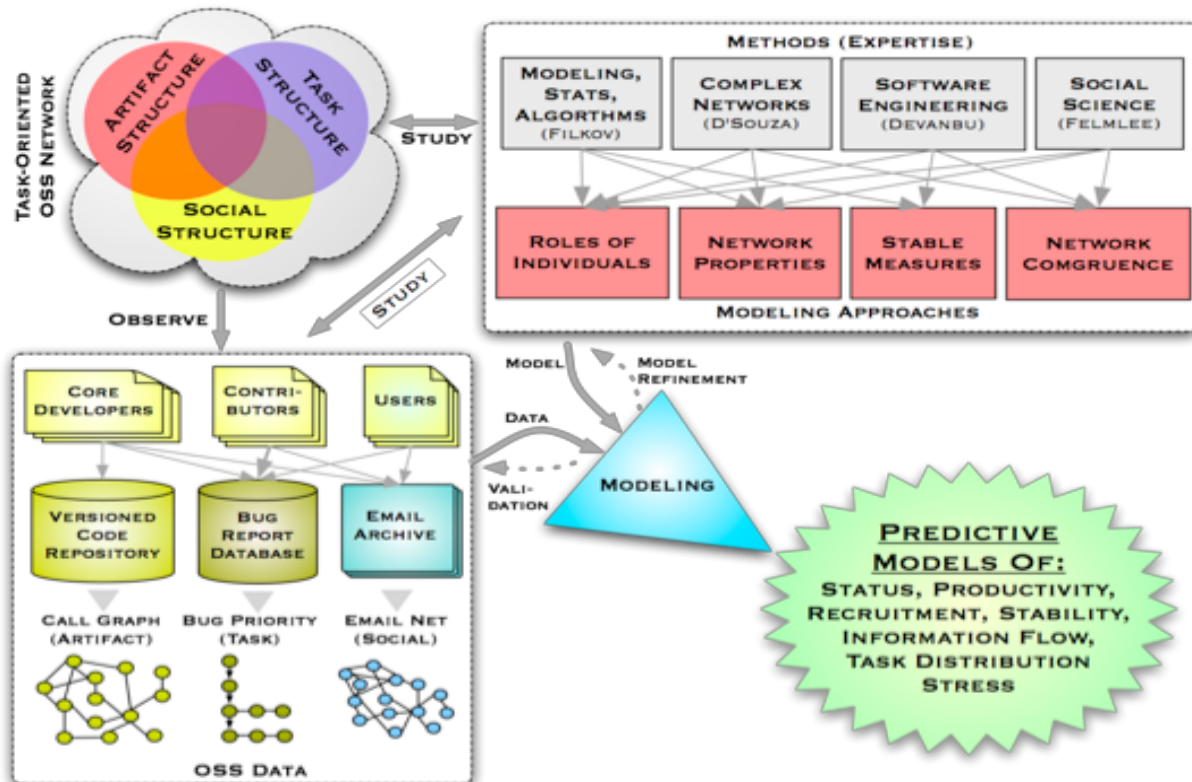 TASK-ORIENTED
OSS NETWORK
ARTIFACT
STRUCTURE
TASK
STRUCTURE
SOCIAL
STRUCTURE
STUDY
METHODS (EXPERTISE)
MODELING,
STATS,
ALGORTHMS
(FILKOV)
COMPLEX
NETWORKS
(D'SOUZA)
SOFTWARE
ENGINEERING
(DEVANBU)
SOCIAL
SCIENCE
(FELMLEE)
ROLES OF
INDIVIDUALS
NETWORK
PROPERTIES
STABLE
MEASURES
NETWORK
COMGRUENCE
MODELING APPROACHES
STUDY
OBSERVE
CORE
DEVELOPERS
CONTRI-
BUTORS
USERS
VERSIONED
CODE
REPOSITORY
BUG
REPORT
DATABASE
EMAIL
ARCHIVE
CALL GRAPH
(ARTIFACT)
BUG PRIORITY
(TASK)
EMAIL NET
(SOCIAL)
OSS DATA
MODEL
MODEL
REFINEMENT
DATA
VALI-
DATION
MODELING
PREDICTIVE
MODELS OF:
STATUS, PRODUCTIVITY,
RECRUITMENT, STABILITY,
INFORMATION FLOW,
TASK DISTRIBUTION
STRESS